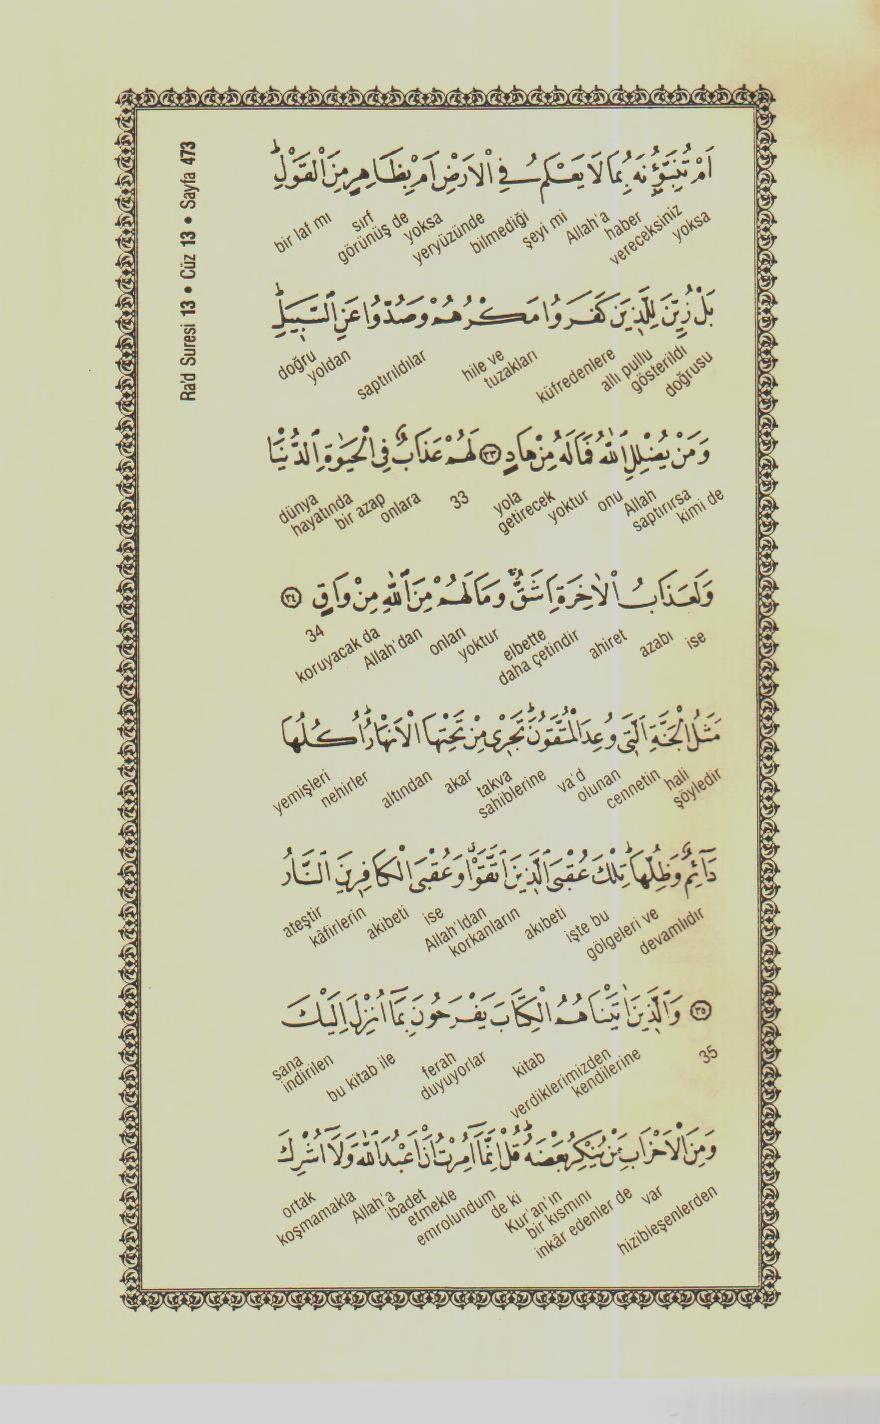 Ra'd Suresi 13 • Cüz 13 • Sayfa 473
اَمْ تُنَبِّؤُ۫نَهُ بِمَا لَا يَعْلَمُ فِي الْاَرْضِ اَمْ بِظَاهِرٍ مِنَ الْقَوْلِۜ
yoksa haber vereceksiniz Allah'a şeyi mi bilmediği yeryüzünde yoksa sırf görünüş de bir laf mı
بَلْ زُيِّنَ لِلَّذ۪ينَ كَفَرُوا مَكْرُهُمْ وَصُدُّوا عَنِ السَّب۪يلِۜ
doğrusu allı pullu gösterildi küfredenlere hile ve tuzakları saptırıldılar doğru yoldan
وَمَنْ يُضْلِلِ اللّٰهُ فَمَا لَهُ مِنْ هَادٍ ﴿٣٣﴾ لَهُمْ عَذَابٌ فِي الْحَيٰوةِ الدُّنْيَا
kimi de saptırırsa Allah onu yoktur yola getirecek 33 onlara bir azap dünya hayatında
وَلَعَذَابُ الْاٰخِرَةِ اَشَقُّۚ وَمَا لَهُمْ مِنَ اللّٰهِ مِنْ وَاقٍ ﴿٣٤﴾
ise azabı ahiret elbette daha çetindir yoktur onları Allah'dan koruyacak da 34
مَثَلُ الْجَنَّةِ الَّت۪ي وُعِدَ الْمُتَّقُونَۜ تَجْر۪ي مِنْ تَحْتِهَا الْاَنْهَارُۜ اُكُلُهَا
hali şöyledir cennetin va'd olunan takva sahiblerine akar altından nehirler yemişleri
دَٓائِمٌ وَظِلُّهَاۜ تِلْكَ عُقْبَى الَّذ۪ينَ اتَّقَوْاۗ وَعُقْبَى الْكَافِر۪ينَ النَّارُ
devamlıdır gölgeleri ve işte bu akıbeti Allah'ldan korkanların ise akibeti kâfirlerin ateştir
﴿٣٥﴾ وَالَّذ۪ينَ اٰتَيْنَاهُمُ الْكِتَابَ يَفْرَحُونَ بِمَٓا اُنْزِلَ اِلَيْكَ
35 verdiklerimizden kendilerine kitab ferah duyuyorlar bu kitab ile sana indirilen
وَمِنَ الْاَحْزَابِ مَنْ يُنْكِرُ بَعْضَهُۜ قُلْ اِنَّمَٓا اُمِرْتُ اَنْ اَعْبُدَ اللّٰهَ وَلَٓا اُشْرِكَ
hizibleşenlerden var inkâr edenler de Kur'an'ın bir kısmını de ki emrolundum ibadet etmekle Allah'a ortak koşmamakla